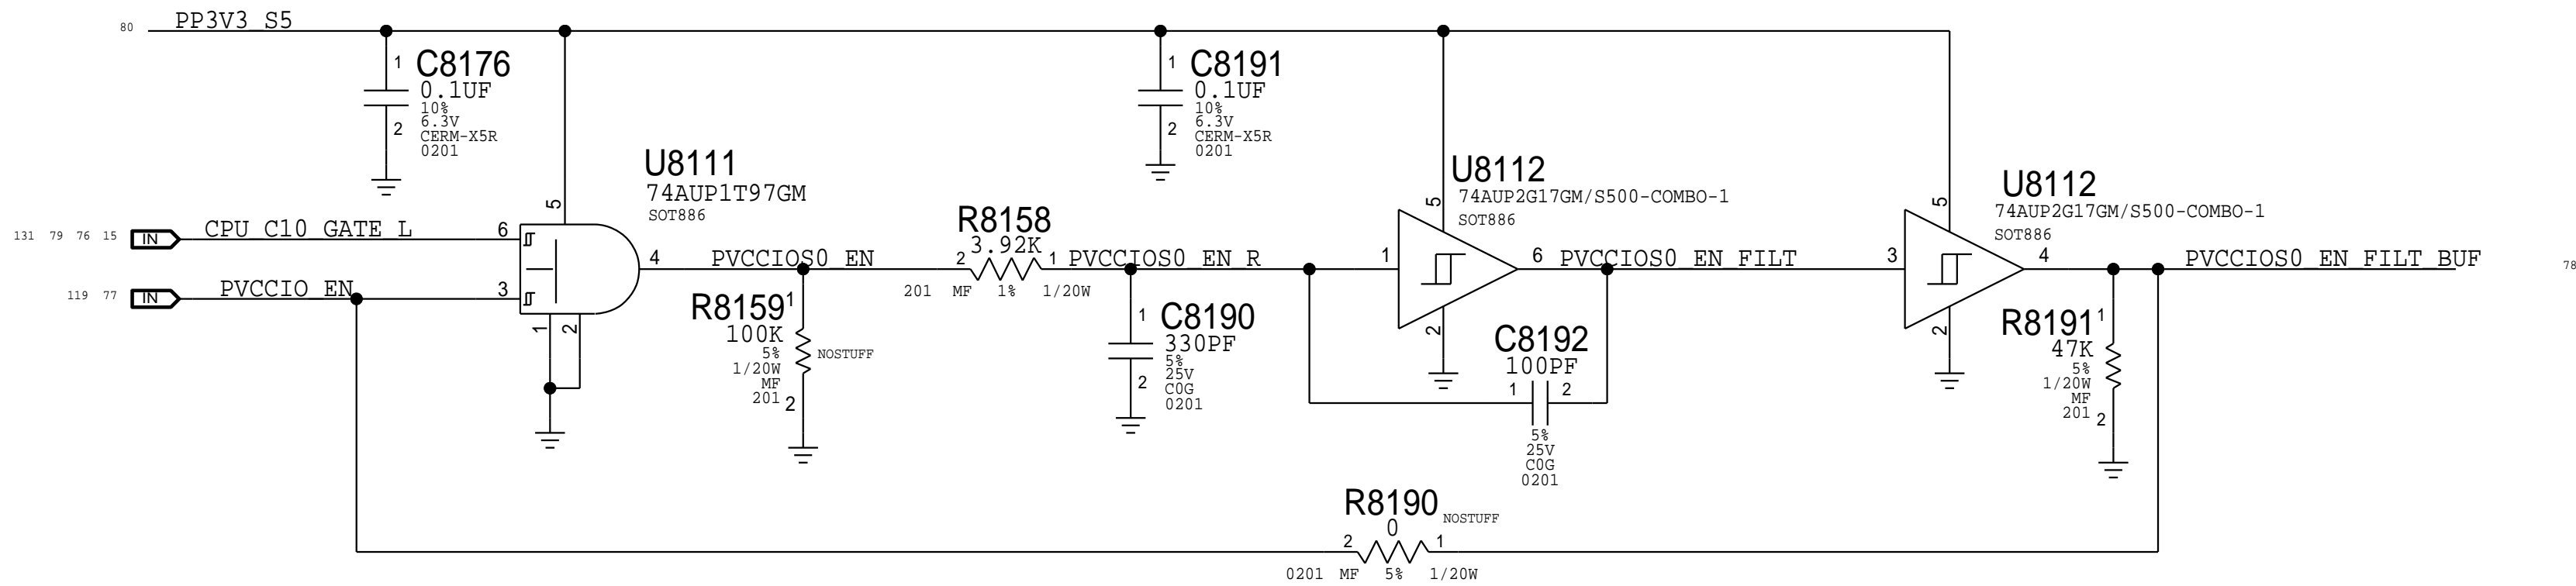 80 PP3V3_S5
1 C8176
0.1UF
10%
6.3V
2 CERM-X5R
0201
1 C8191
0.1UF
10%
6.3V
2 CERM-X5R
0201
U8111
74AUP1T97GM
SOT886
5
131 79 76 15 IN CPU_C10_GATE_L 6
119 77 IN PVCCIO_EN 3
1 2
4 PVCCIOS0_EN
R8159 1
100K
5%
1/20W
MF
201 2
NOSTUFF
R8158
3.92K
2 1
201 MF 1% 1/20W
PVCCIOS0_EN_R
1 C8190
330PF
5%
25V
2 C0G
0201
U8112
74AUP2G17GM/S500-COMBO-1
SOT886
5
1 6
2
PVCCIOS0_EN_FILT
C8192
100PF
1 2
5%
25V
C0G
0201
U8112
74AUP2G17GM/S500-COMBO-1
SOT886
5
3 4
2
PVCCIOS0_EN_FILT_BUF 78
R8191 1
47K
5%
1/20W
MF
201 2
R8190
0 NOSTUFF
2 1
0201 MF 5% 1/20W